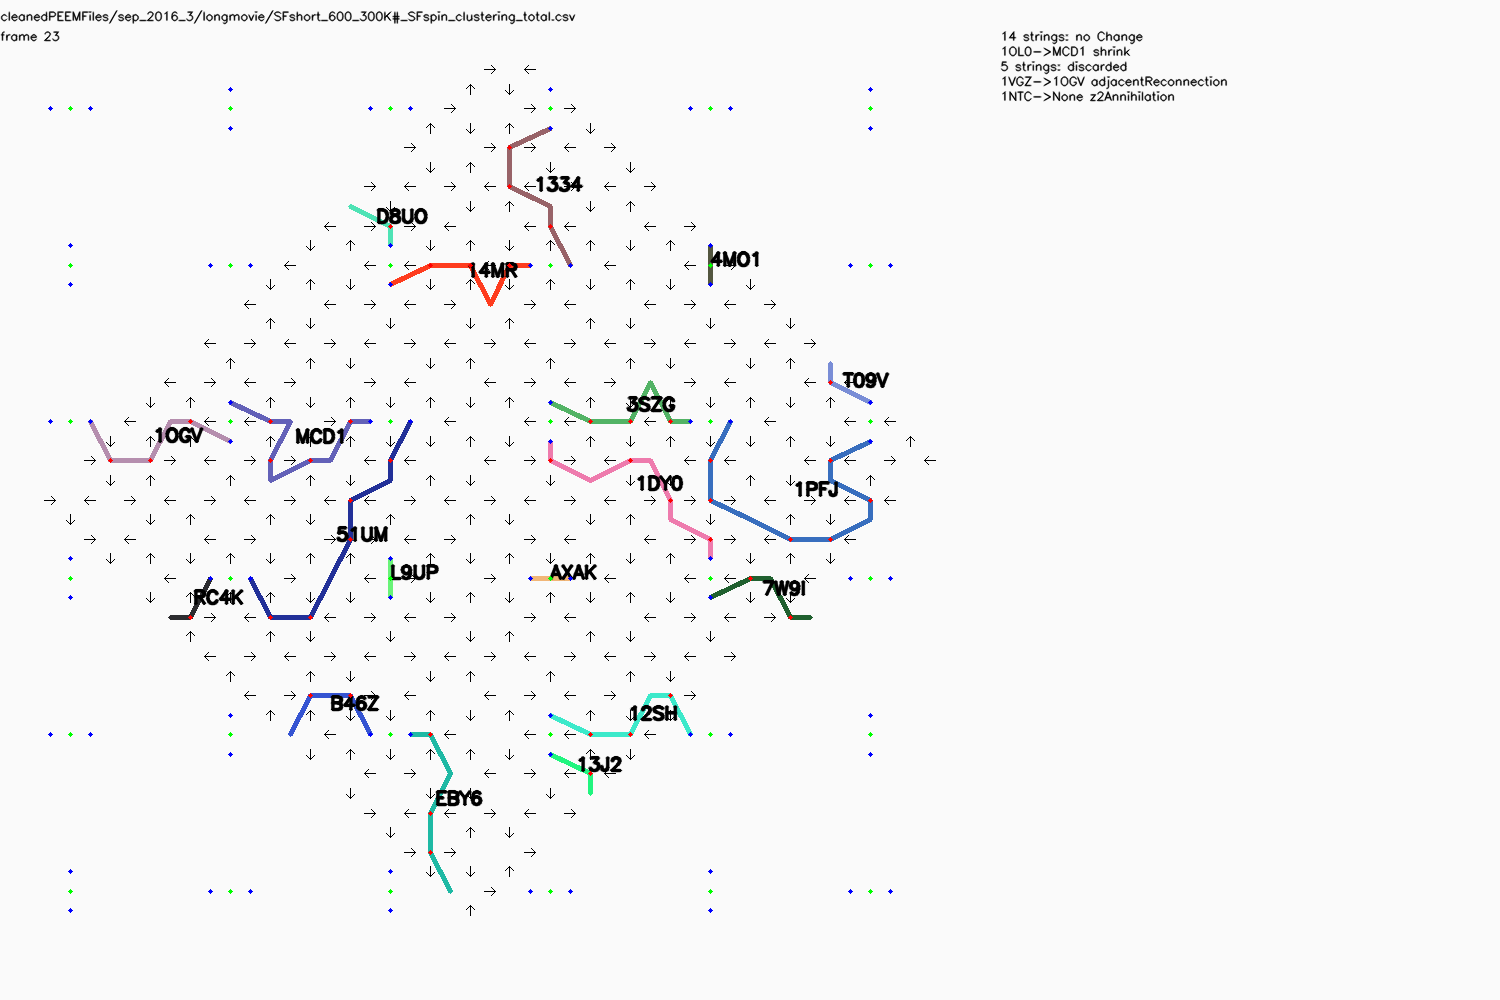 cleanedPEEMFiles/sep_2016_3/longmovie/SFshort_600_300K#_SFspin_clustering_total.csv
frame 23
14 strings: no Change
1OL0->MCD1 shrink
5 strings: discarded
1VGZ->1OGV adjacentReconnection
1NTC->None z2Annihilation
1334
D8U0
4MO1
14MR
T09V
3SZG
1OGV
MCD1
1DY0
1PFJ
51UM
L9UP
AXAK
7W9I
RC4K
B46Z
12SH
13J2
EBY6